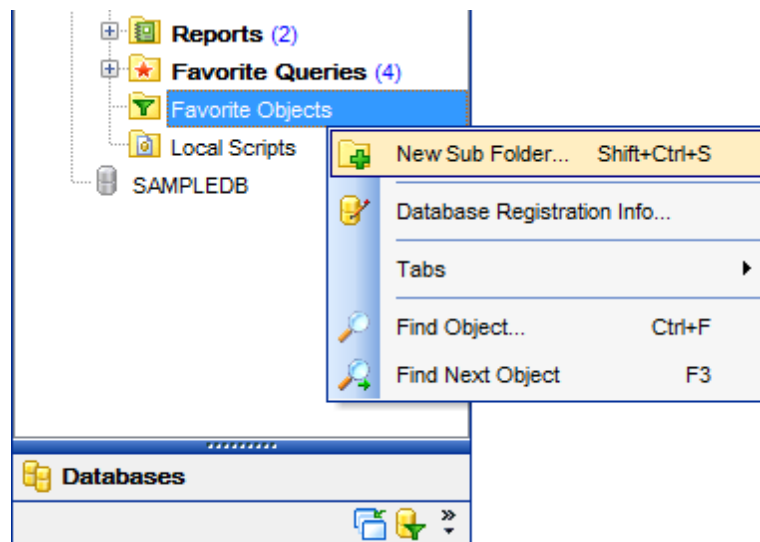 Reports (2)
Favorite Queries (4)
Favorite Objects
Local Scripts
SAMPLEDB
New Sub Folder... Shift+Ctrl+S
Database Registration Info...
Tabs
Find Object... Ctrl+F
Find Next Object F3
Databases